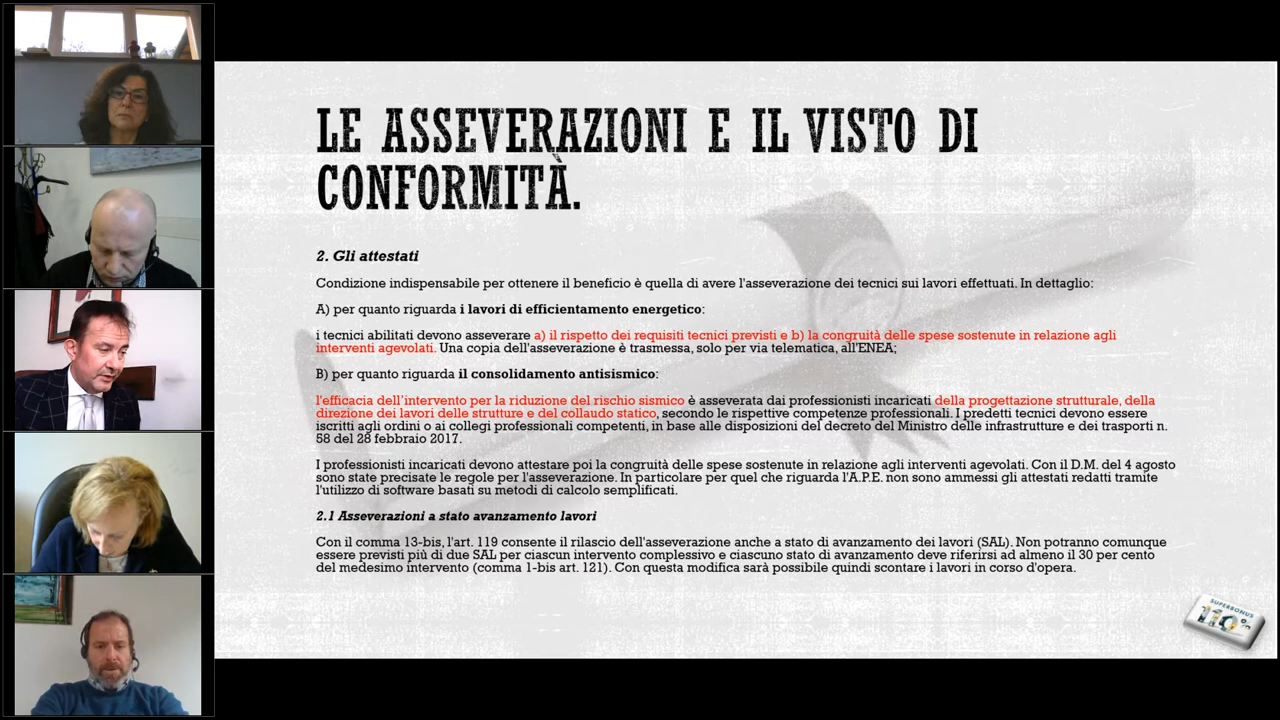 LE ASSEVERAZIONI E IL VISTO DI
CONFORMITÀ.
2. Gli attestati
Condizione indispensabile per ottenere il beneficio è quella di avere l'asseverazione dei tecnici sui lavori effettuati. In dettaglio:
A) per quanto riguarda i lavori di efficientamento energetico:
i tecnici abilitati devono asseverare a) il rispetto dei requisiti tecnici previsti e b) la congruità delle spese sostenute in relazione agli
interventi agevolati. Una copia dell'asseverazione è trasmessa, solo per via telematica, all'ENEA;
B) per quanto riguarda il consolidamento antisismico:
l'efficacia dell'intervento per la riduzione del rischio sismico è asseverata dai professionisti incaricati della progettazione strutturale, della
direzione dei lavori delle strutture e del collaudo statico, secondo le rispettive competenze professionali. I predetti tecnici devono essere
iscritti agli ordini o ai collegi professionali competenti, in base alle disposizioni del decreto del Ministro delle infrastrutture e dei trasporti n.
58 del 28 febbraio 2017.
I professionisti incaricati devono attestare poi la congruità delle spese sostenute in relazione agli interventi agevolati. Con il D.M. del 4 agosto
sono state precisate le regole per l'asseverazione. In particolare per quel che riguarda l'A.P.E. non sono ammessi gli attestati redatti tramite
l'utilizzo di software basati su metodi di calcolo semplificati.
2.1 Asseverazioni a stato avanzamento lavori
Con il comma 13-bis, l'art. 119 consente il rilascio dell'asseverazione anche a stato di avanzamento dei lavori (SAL). Non potranno comunque
essere previsti più di due SAL per ciascun intervento complessivo e ciascuno stato di avanzamento deve riferirsi ad almeno il 30 per cento
del medesimo intervento (comma 1-bis art. 121). Con questa modifica sarà possibile quindi scontare i lavori in corso d'opera.
SUPERBONUS
110%